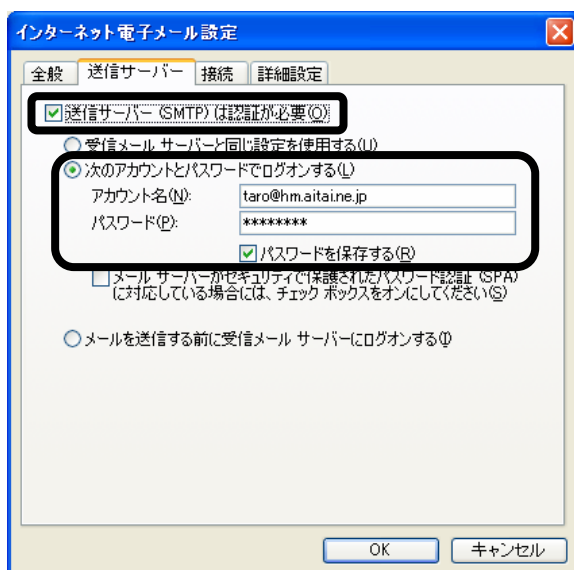 インターネット電子メール設定
全般 送信サーバー 接続 詳細設定
送信サーバー (SMTP) は認証が必要(O)
受信メール サーバーと同じ設定を使用する(U)
次のアカウントとパスワードでログオンする(L)
アカウント名(N): taro@hm.aitai.ne.jp
パスワード(P): ********
パスワードを保存する(R)
メール サーバーがセキュリティで保護されたパスワード認証 (SPA)
に対応している場合には、チェック ボックスをオンにしてください(S)
メールを送信する前に受信メール サーバーにログオンする(I)
OK キャンセル